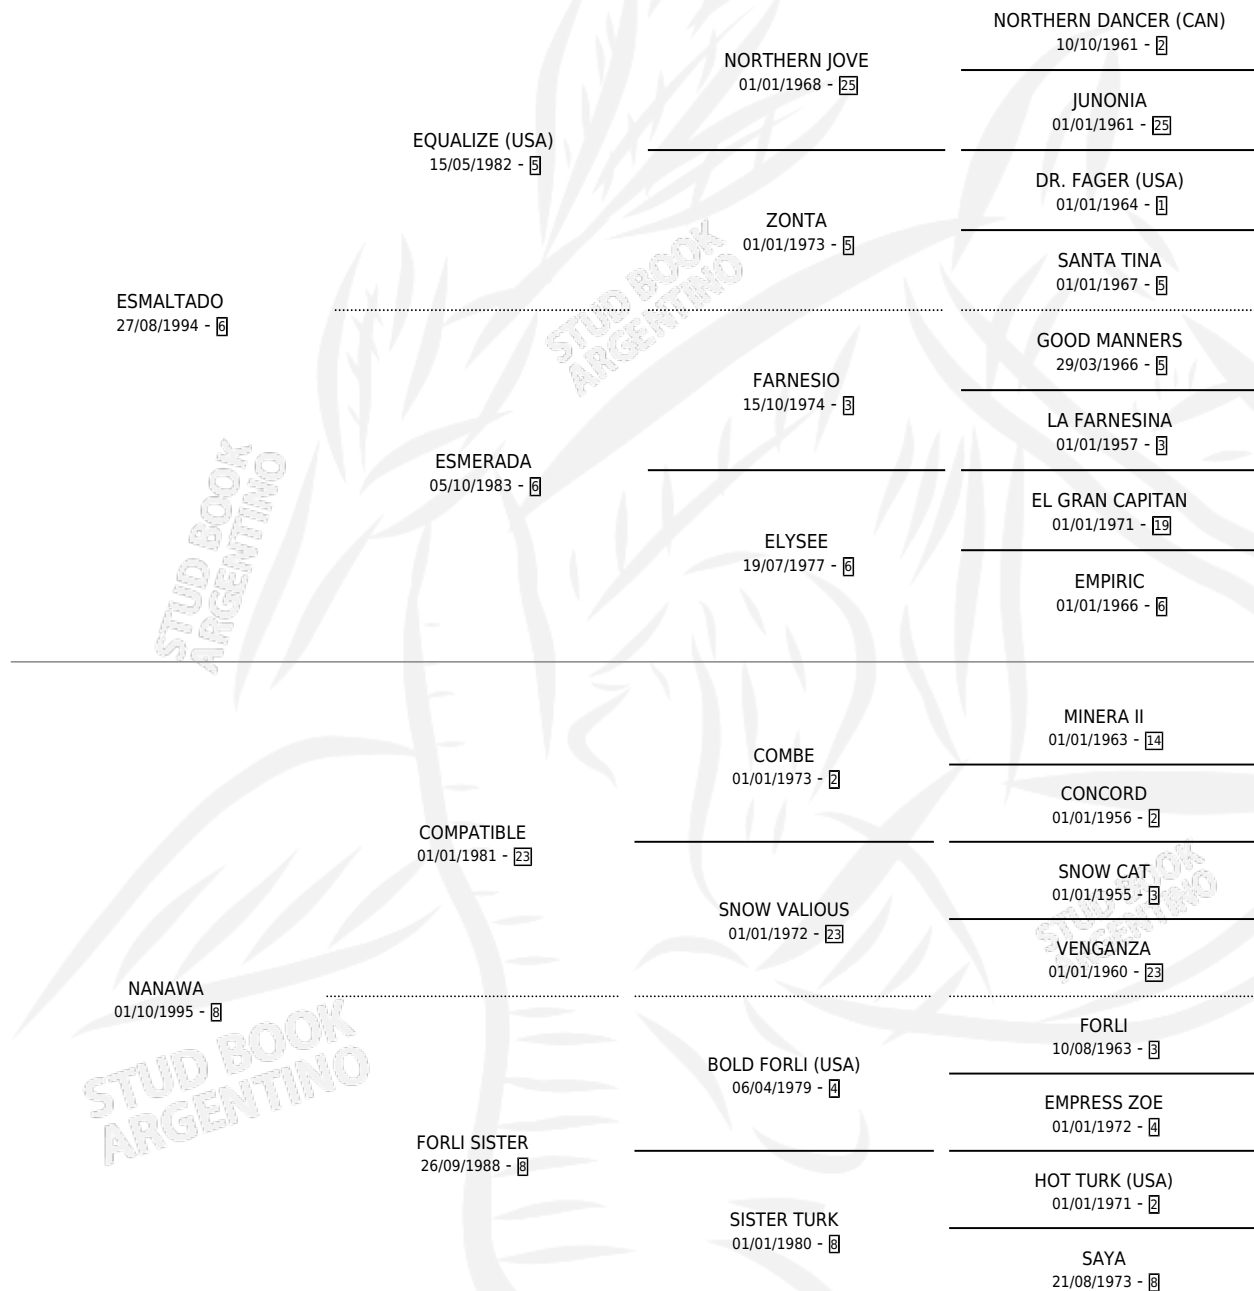 NORTHERN DANCER (CAN)
10/10/1961 - 2
NORTHERN JOVE
01/01/1968 - 25
JUNONIA
01/01/1961 - 25
EQUALIZE (USA)
15/05/1982 - 5
DR. FAGER (USA)
01/01/1964 - 1
ZONTA
01/01/1973 - 5
SANTA TINA
01/01/1967 - 5
ESMALTADO
27/08/1994 - 6
STUD BOOK
ARGENTINO
GOOD MANNERS
29/03/1966 - 5
FARNESIO
15/10/1974 - 3
LA FARNESINA
01/01/1957 - 3
ESMERADA
05/10/1983 - 6
EL GRAN CAPITAN
01/01/1971 - 19
ELYSEE
19/07/1977 - 6
EMPIRIC
01/01/1966 - 6
STUD BOOK
ARGENTINO
MINERA II
01/01/1963 - 14
COMBE
01/01/1973 - 2
CONCORD
01/01/1956 - 2
COMPATIBLE
01/01/1981 - 23
SNOW CAT
01/01/1955 - 3
SNOW VALIOUS
01/01/1972 - 23
STUD BOOK
ARGENTINO
VENGANZA
01/01/1960 - 23
NANAWA
01/10/1995 - 8
STUD BOOK
ARGENTINO
FORLI
10/08/1963 - 3
BOLD FORLI (USA)
06/04/1979 - 4
EMPRESS ZOE
01/01/1972 - 4
FORLI SISTER
26/09/1988 - 8
HOT TURK (USA)
01/01/1971 - 2
SISTER TURK
01/01/1980 - 8
SAYA
21/08/1973 - 8